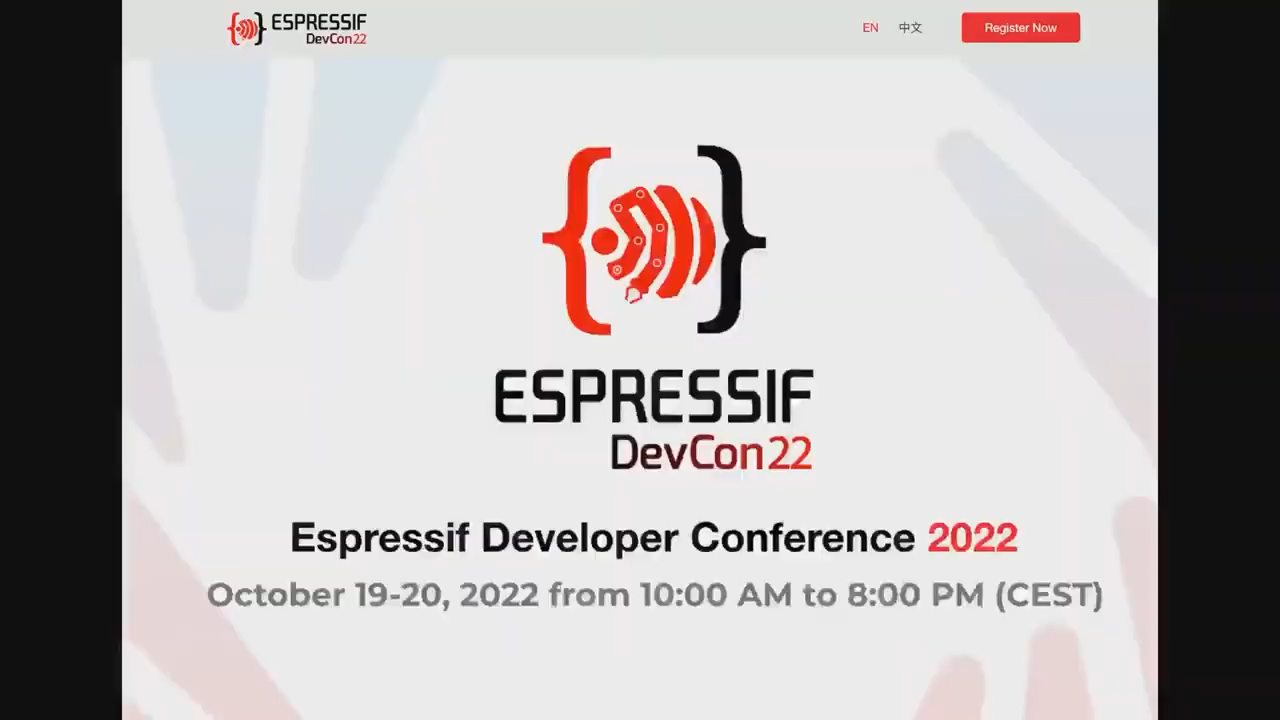 ESPRESSIF
DevCon22
EN 中文 Register Now
ESPRESSIF
DevCon22
Espressif Developer Conference 2022
October 19-20, 2022 from 10:00 AM to 8:00 PM (CEST)